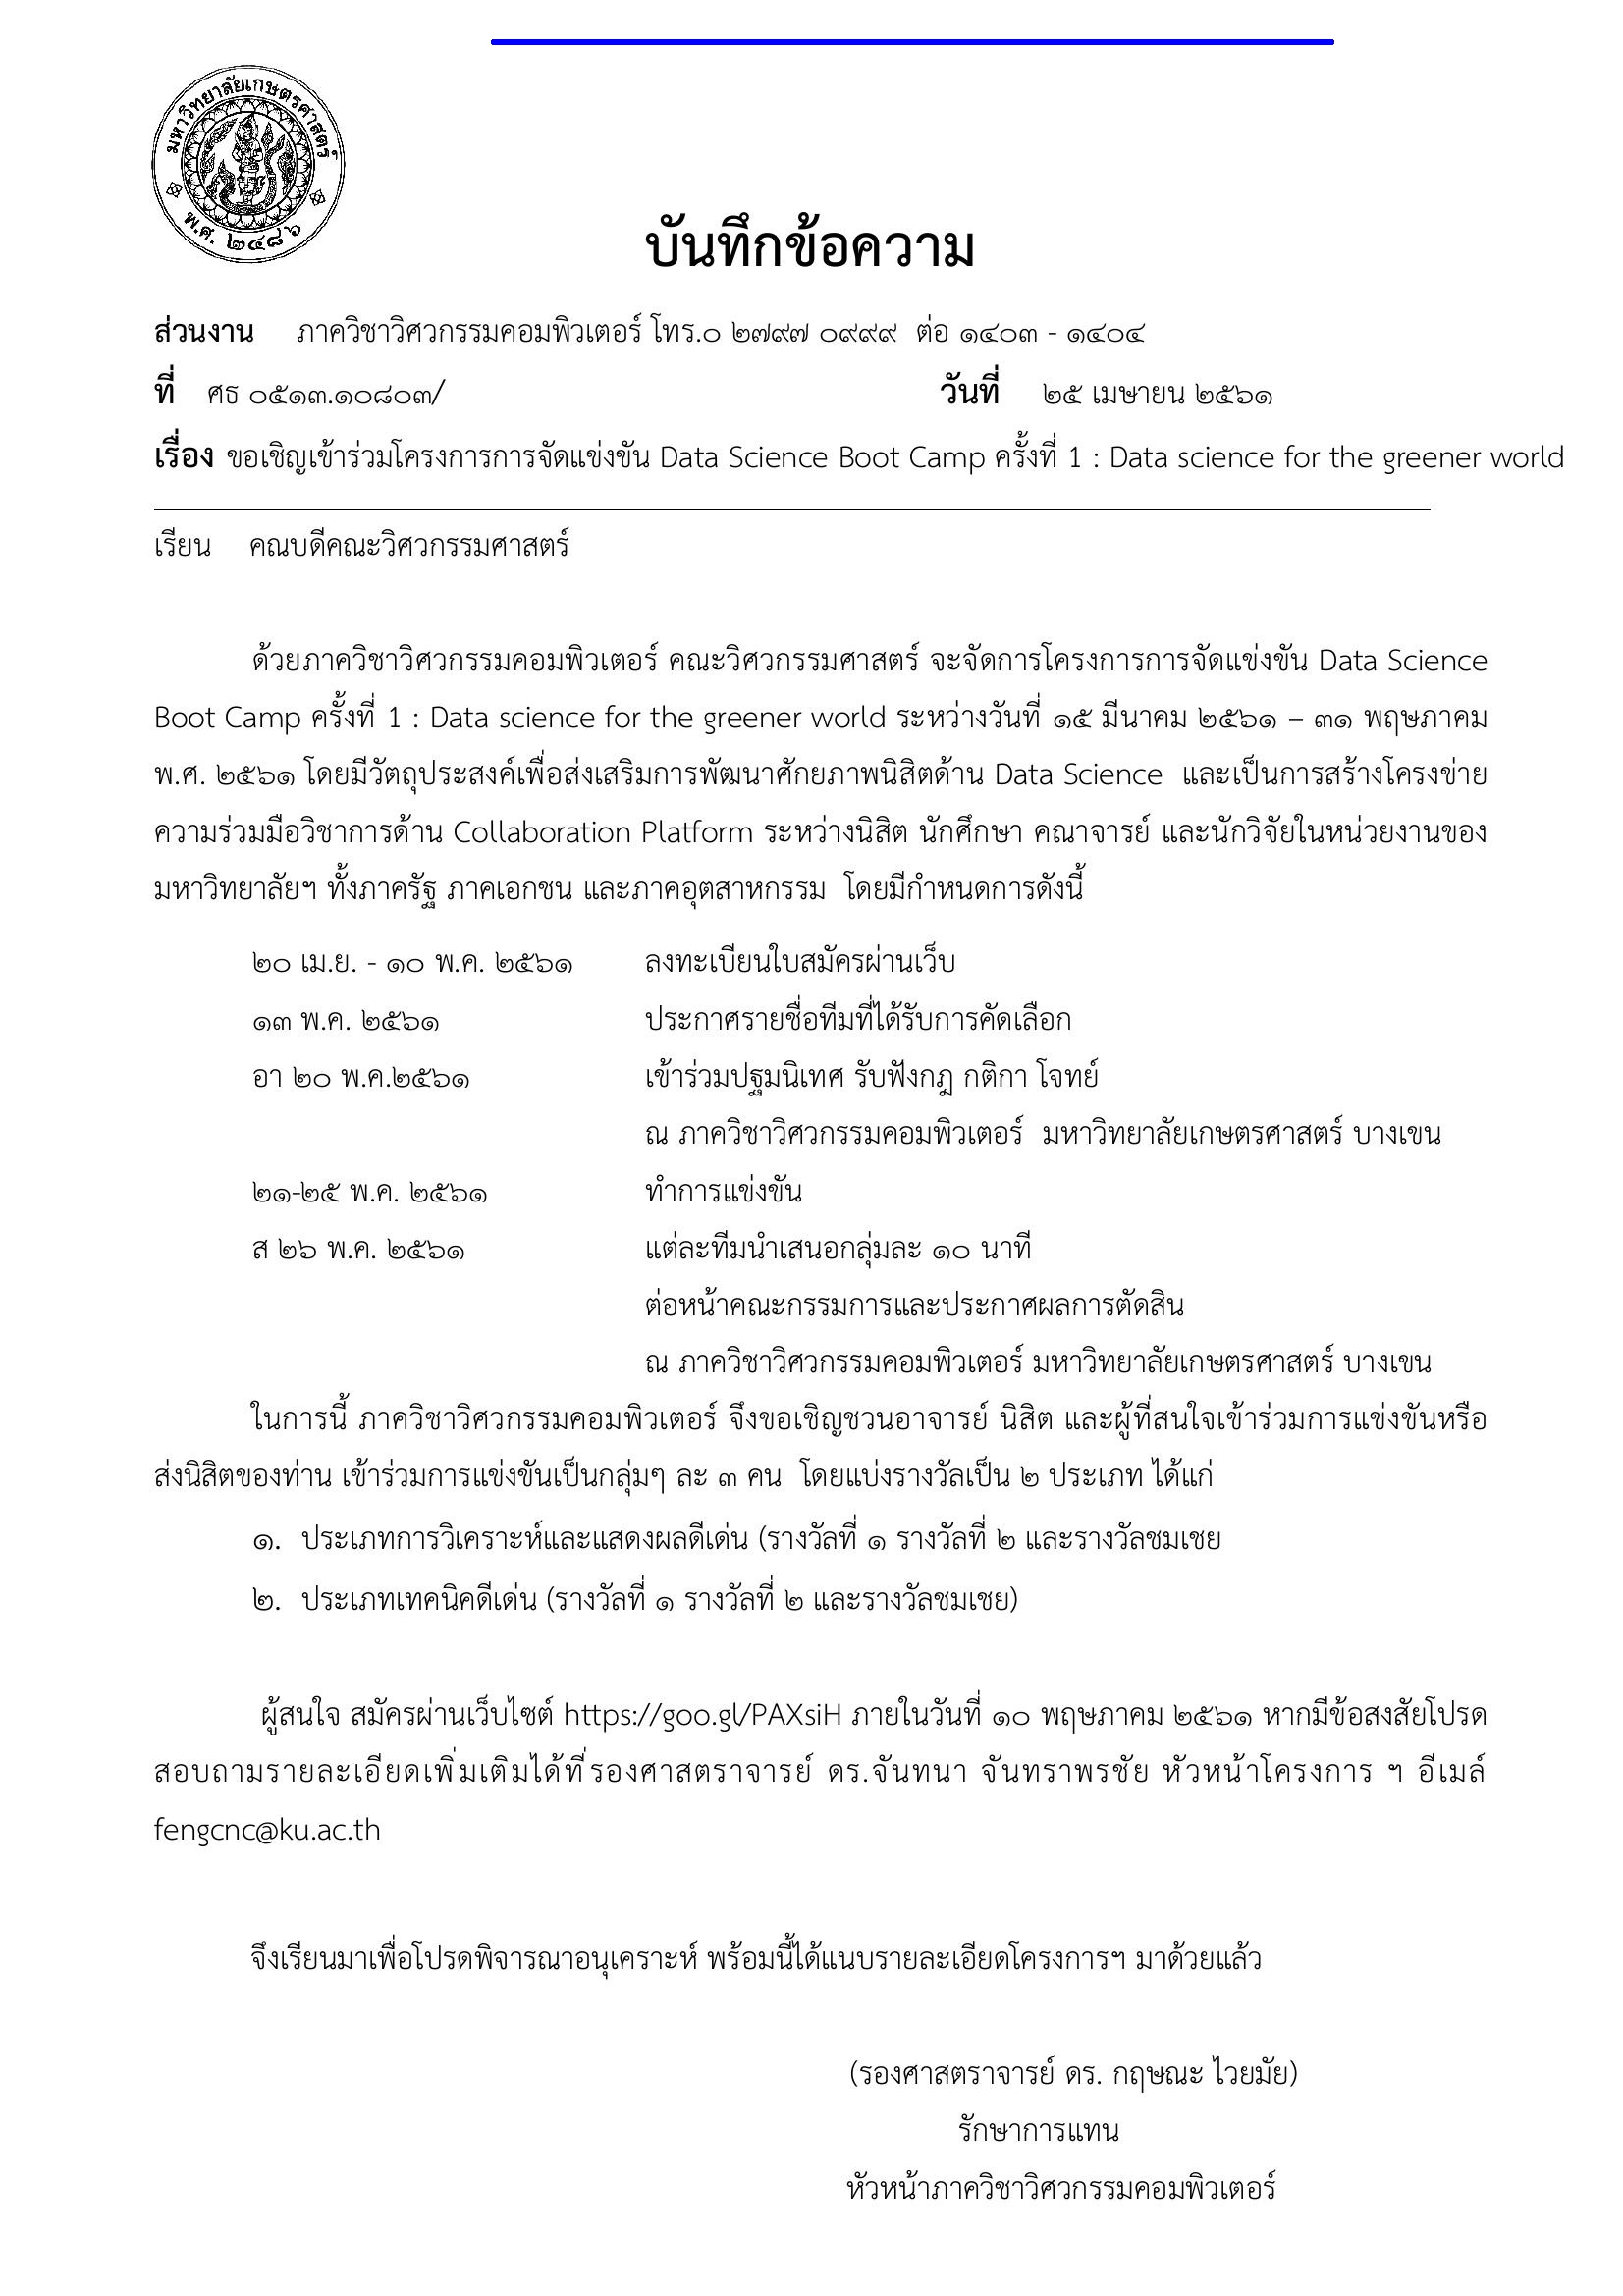 มหาวิทยาลัยเกษตรศาสตร์
พ.ศ. ๒๔๘๖
บันทึกข้อความ
ส่วนงาน ภาควิชาวิศวกรรมคอมพิวเตอร์ โทร.๐ ๒๗๙๗ ๐๙๙๙ ต่อ ๑๔๐๓ - ๑๔๐๔
ที่ ศธ ๐๕๑๓.๑๐๘๐๓/ วันที่ ๒๕ เมษายน ๒๕๖๑
เรื่อง ขอเชิญเข้าร่วมโครงการการจัดแข่งขัน Data Science Boot Camp ครั้งที่ 1 : Data science for the greener world
เรียน คณบดีคณะวิศวกรรมศาสตร์
ด้วยภาควิชาวิศวกรรมคอมพิวเตอร์ คณะวิศวกรรมศาสตร์ จะจัดการโครงการการจัดแข่งขัน Data Science
Boot Camp ครั้งที่ 1 : Data science for the greener world ระหว่างวันที่ ๑๕ มีนาคม ๒๕๖๑ – ๓๑ พฤษภาคม
พ.ศ. ๒๕๖๑ โดยมีวัตถุประสงค์เพื่อส่งเสริมการพัฒนาศักยภาพนิสิตด้าน Data Science และเป็นการสร้างโครงข่าย
ความร่วมมือวิชาการด้าน Collaboration Platform ระหว่างนิสิต นักศึกษา คณาจารย์ และนักวิจัยในหน่วยงานของ
มหาวิทยาลัยฯ ทั้งภาครัฐ ภาคเอกชน และภาคอุตสาหกรรม โดยมีกำหนดการดังนี้
๒๐ เม.ย. - ๑๐ พ.ค. ๒๕๖๑ ลงทะเบียนใบสมัครผ่านเว็บ
๑๓ พ.ค. ๒๕๖๑ ประกาศรายชื่อทีมที่ได้รับการคัดเลือก
อา ๒๐ พ.ค.๒๕๖๑ เข้าร่วมปฐมนิเทศ รับฟังกฎ กติกา โจทย์
ณ ภาควิชาวิศวกรรมคอมพิวเตอร์ มหาวิทยาลัยเกษตรศาสตร์ บางเขน
๒๑-๒๕ พ.ค. ๒๕๖๑ ทำการแข่งขัน
ส ๒๖ พ.ค. ๒๕๖๑ แต่ละทีมนำเสนอกลุ่มละ ๑๐ นาที
ต่อหน้าคณะกรรมการและประกาศผลการตัดสิน
ณ ภาควิชาวิศวกรรมคอมพิวเตอร์ มหาวิทยาลัยเกษตรศาสตร์ บางเขน
ในการนี้ ภาควิชาวิศวกรรมคอมพิวเตอร์ จึงขอเชิญชวนอาจารย์ นิสิต และผู้ที่สนใจเข้าร่วมการแข่งขันหรือ
ส่งนิสิตของท่าน เข้าร่วมการแข่งขันเป็นกลุ่มๆ ละ ๓ คน โดยแบ่งรางวัลเป็น ๒ ประเภท ได้แก่
๑. ประเภทการวิเคราะห์และแสดงผลดีเด่น (รางวัลที่ ๑ รางวัลที่ ๒ และรางวัลชมเชย
๒. ประเภทเทคนิคดีเด่น (รางวัลที่ ๑ รางวัลที่ ๒ และรางวัลชมเชย)
ผู้สนใจ สมัครผ่านเว็บไซต์ https://goo.gl/PAXsiH ภายในวันที่ ๑๐ พฤษภาคม ๒๕๖๑ หากมีข้อสงสัยโปรด
สอบถามรายละเอียดเพิ่มเติมได้ที่รองศาสตราจารย์ ดร.จันทนา จันทราพรชัย หัวหน้าโครงการ ฯ อีเมล์
fengcnc@ku.ac.th
จึงเรียนมาเพื่อโปรดพิจารณาอนุเคราะห์ พร้อมนี้ได้แนบรายละเอียดโครงการฯ มาด้วยแล้ว
(รองศาสตราจารย์ ดร. กฤษณะ ไวยมัย)
รักษาการแทน
หัวหน้าภาควิชาวิศวกรรมคอมพิวเตอร์